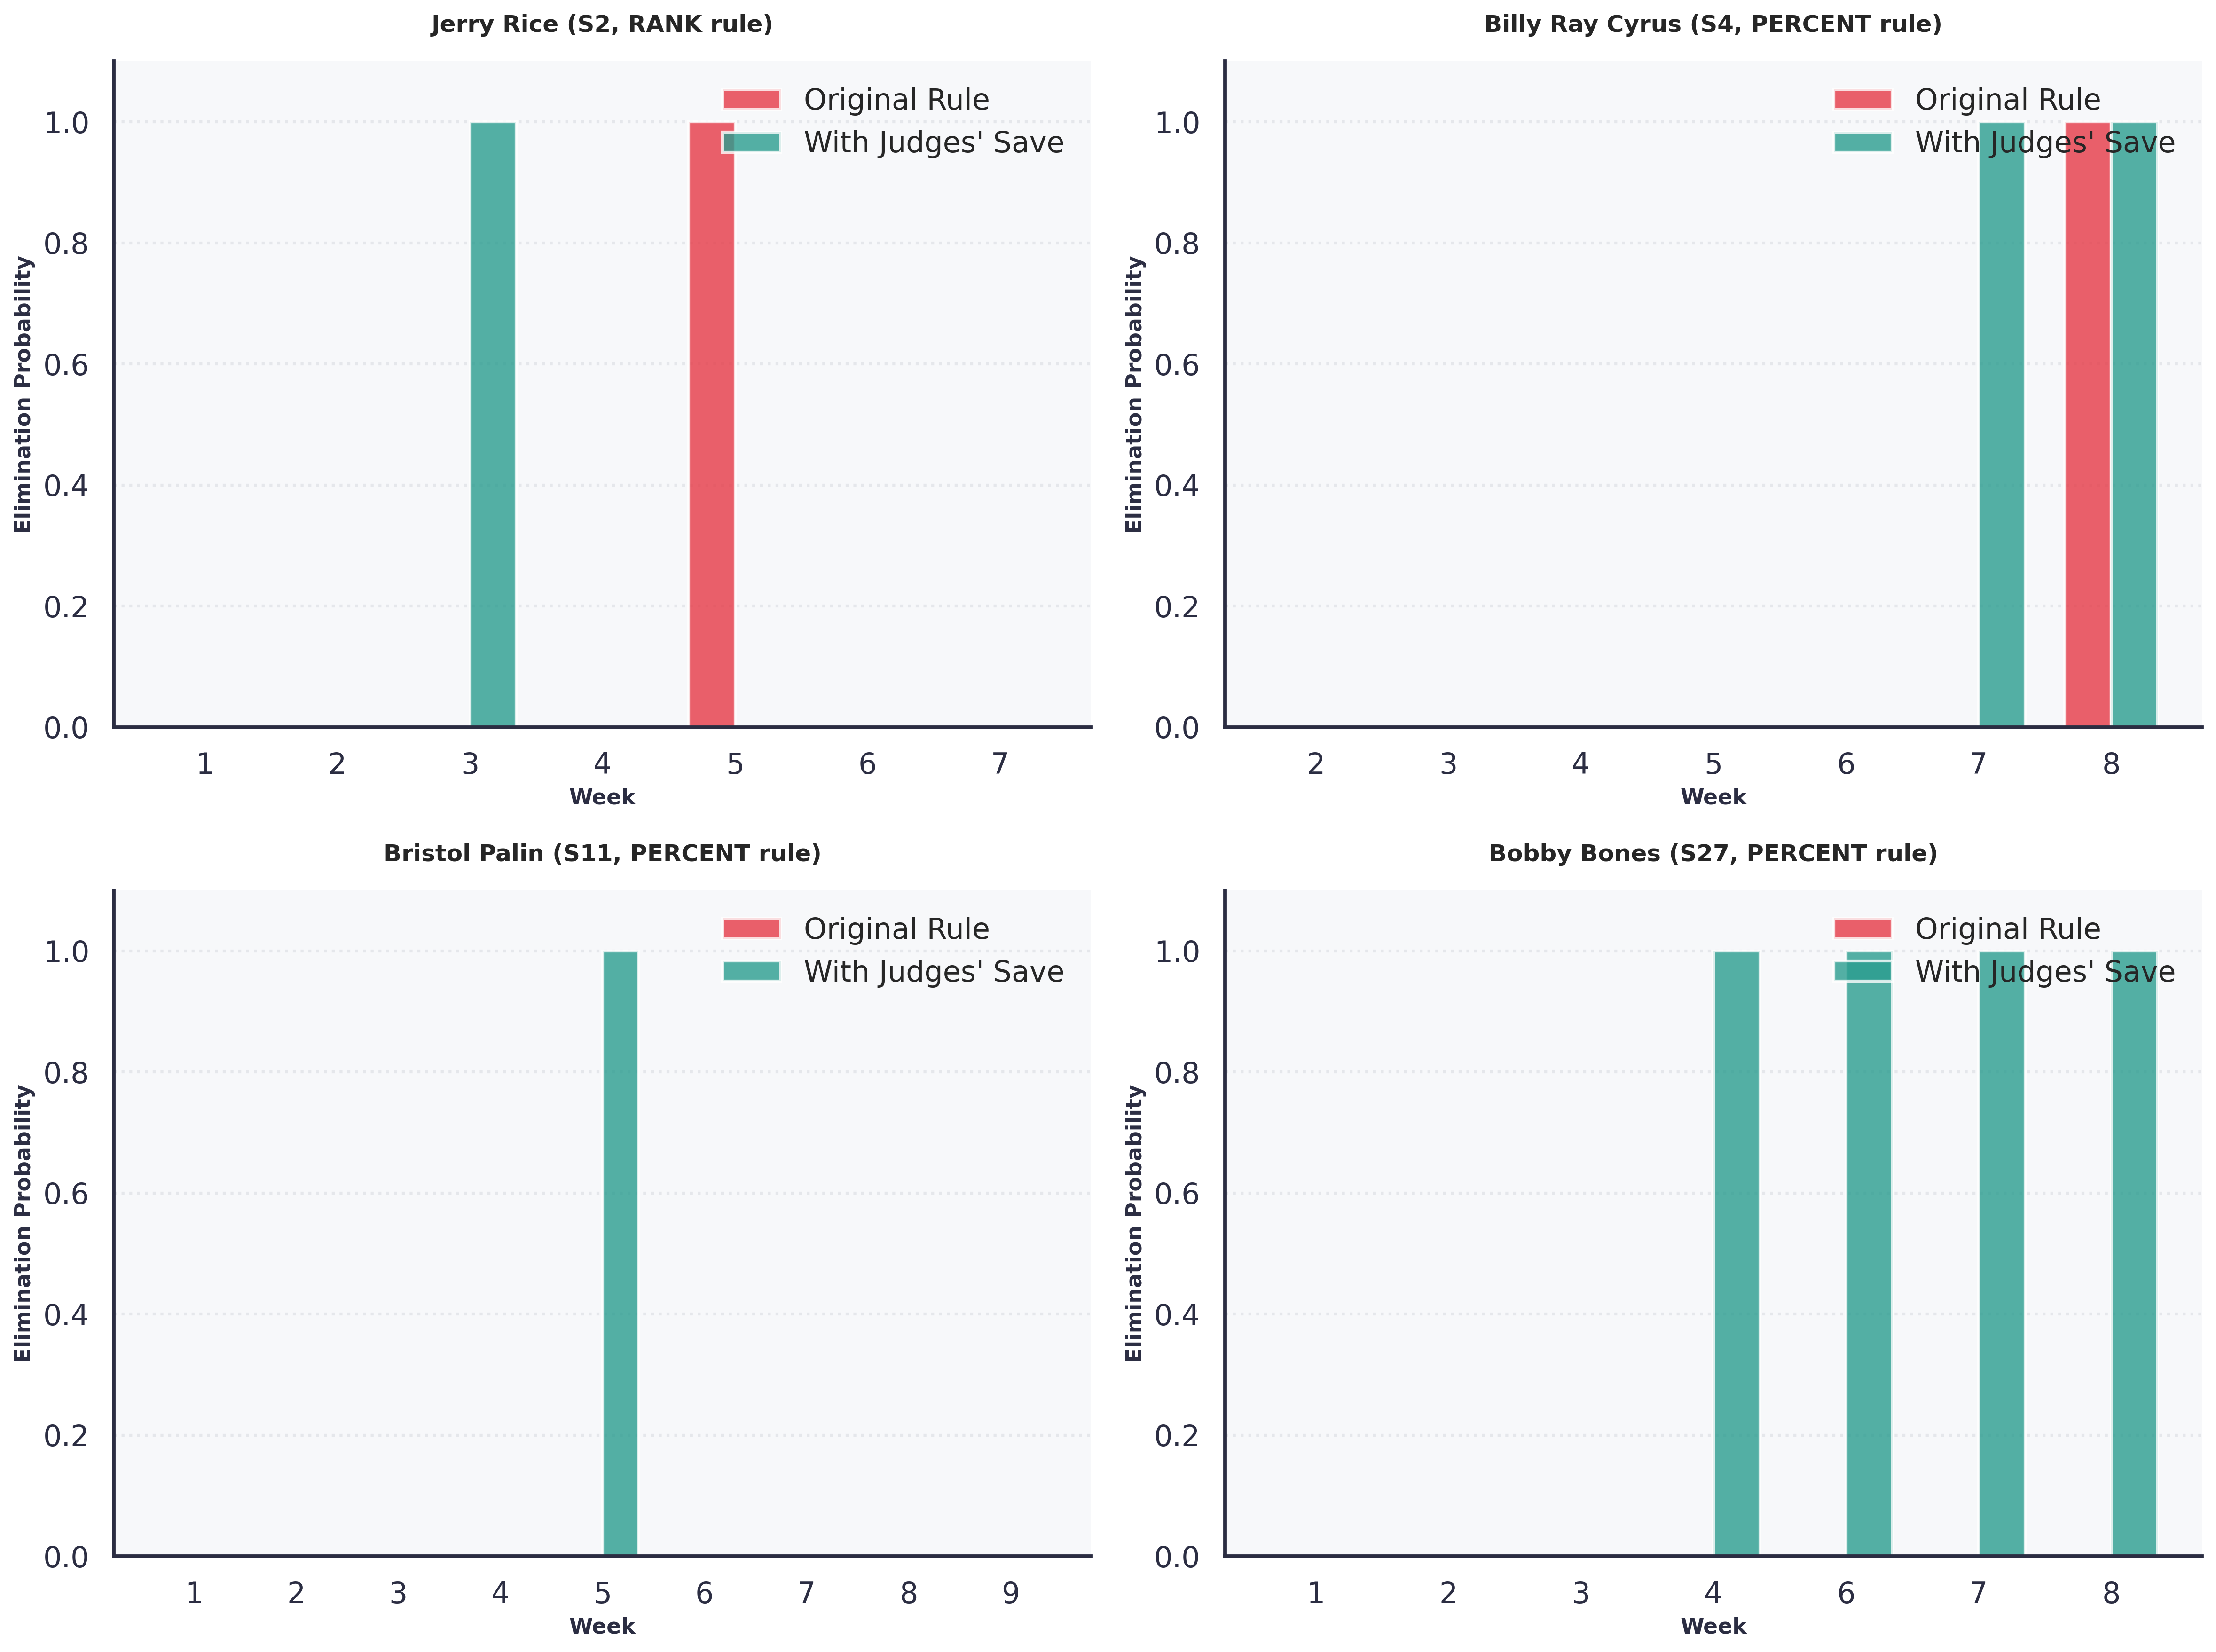 Jerry Rice (S2, RANK rule)
Original Rule
With Judges' Save
1.0
0.8
0.6
0.4
0.2
0.0
Elimination Probability
1 2 3 4 5 6 7
Week
Billy Ray Cyrus (S4, PERCENT rule)
Original Rule
With Judges' Save
1.0
0.8
0.6
0.4
0.2
0.0
Elimination Probability
2 3 4 5 6 7 8
Week
Bristol Palin (S11, PERCENT rule)
Original Rule
With Judges' Save
1.0
0.8
0.6
0.4
0.2
0.0
Elimination Probability
1 2 3 4 5 6 7 8 9
Week
Bobby Bones (S27, PERCENT rule)
Original Rule
With Judges' Save
1.0
0.8
0.6
0.4
0.2
0.0
Elimination Probability
1 2 3 4 6 7 8
Week